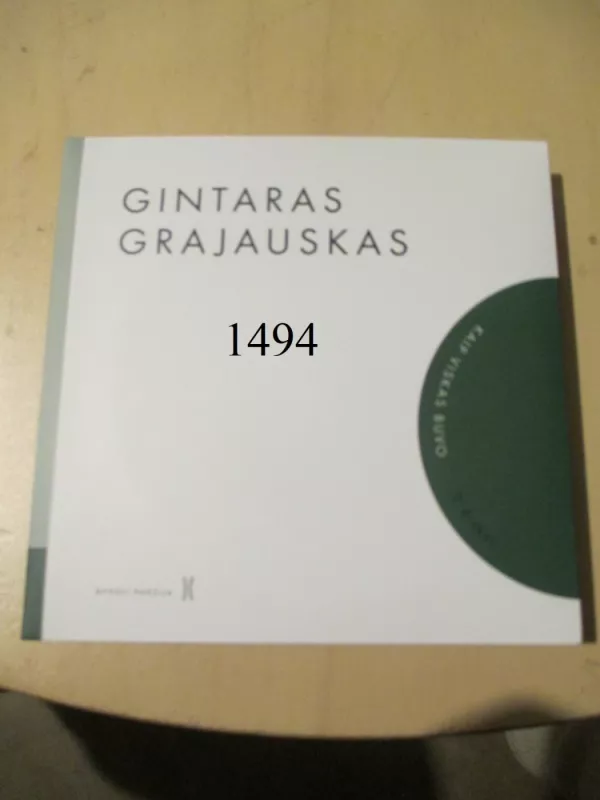 GINTARAS
GRAJAUSKAS
1494
KAIP VISKAS BUVO